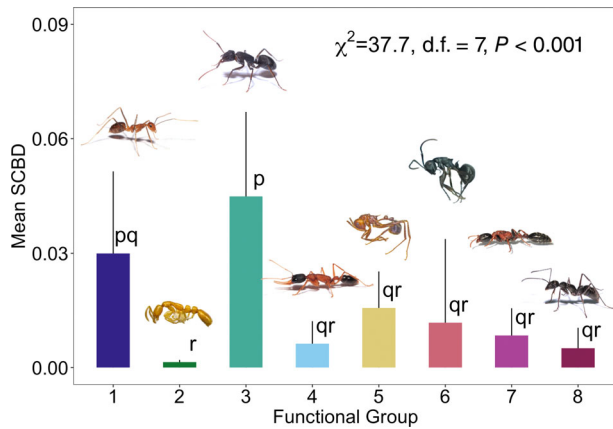 χ²=37.7, d.f. = 7, P < 0.001
Mean SCBD
0.09
0.06
0.03
0.00
pq
r
p
qr
qr
qr
qr
qr
1 2 3 4 5 6 7 8
Functional Group